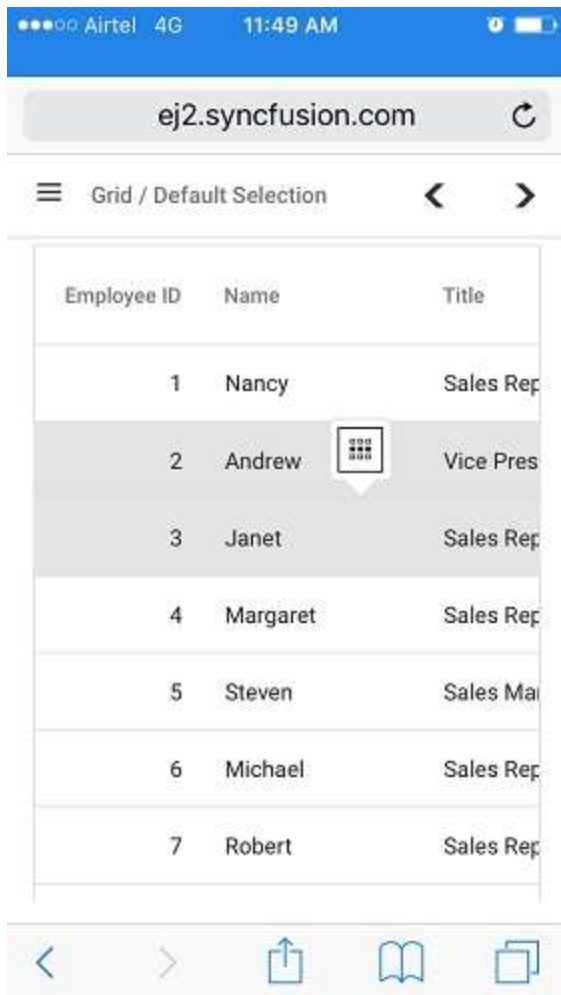 Airtel 4G 11:49 AM
ej2.syncfusion.com
Grid / Default Selection
Employee ID Name Title
1 Nancy Sales Rep
2 Andrew Vice Pres
3 Janet Sales Rep
4 Margaret Sales Rep
5 Steven Sales Ma
6 Michael Sales Rep
7 Robert Sales Rep